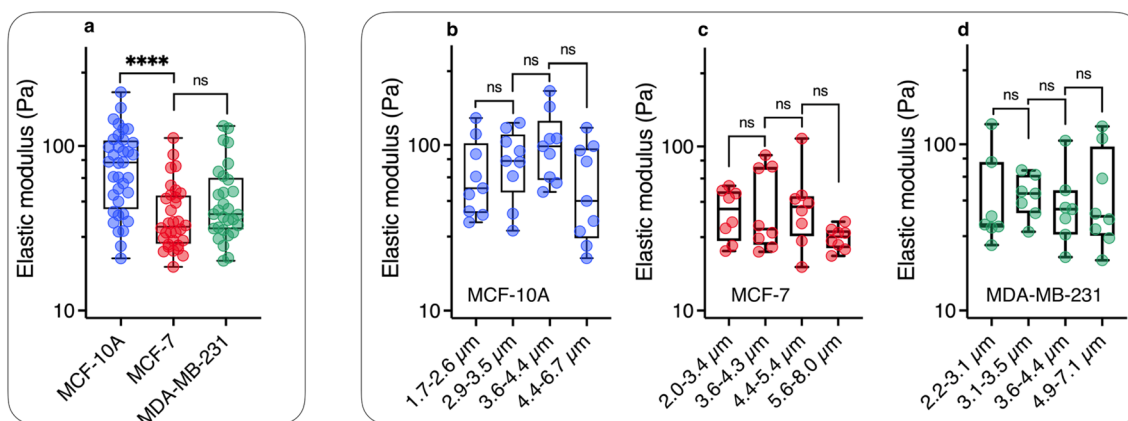 a
Elastic modulus (Pa)
100
10
****
ns
MCF-10A
MCF-7
MDA-MB-231
b
Elastic modulus (Pa)
100
10
ns
ns
ns
MCF-10A
1.7-2.6 µm
2.9-3.5 µm
3.6-4.4 µm
4.4-6.7 µm
c
Elastic modulus (Pa)
100
10
ns
ns
ns
MCF-7
2.0-3.4 µm
3.6-4.3 µm
4.4-5.4 µm
5.6-8.0 µm
d
Elastic modulus (Pa)
100
10
ns
ns
ns
MDA-MB-231
2.2-3.1 µm
3.1-3.5 µm
3.6-4.4 µm
4.9-7.1 µm